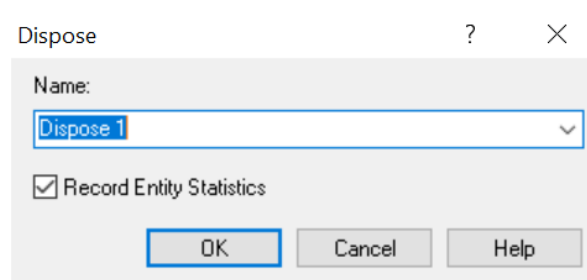 Dispose ?
Name:
Dispose 1
Record Entity Statistics
OK Cancel Help